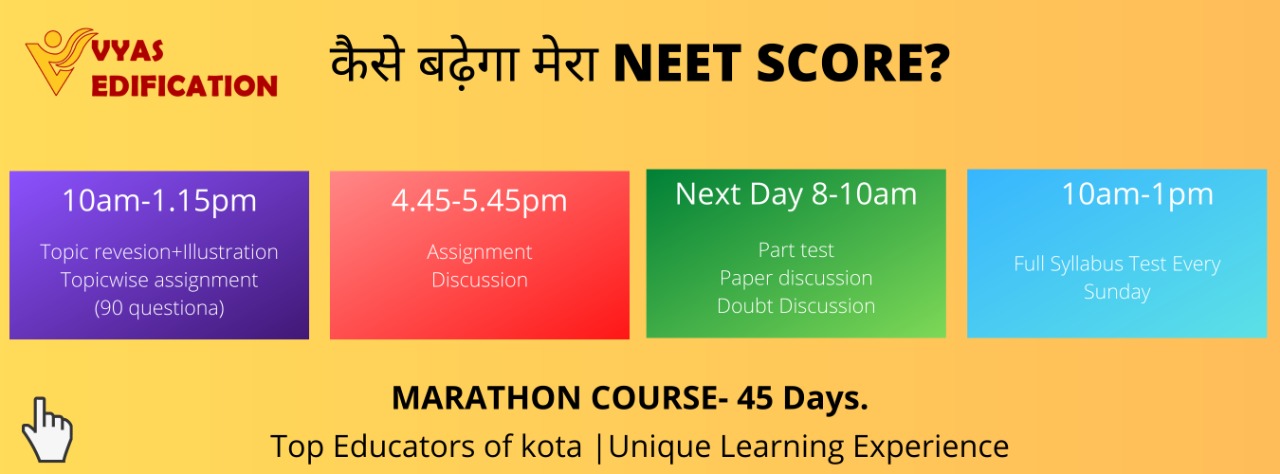 VYAS
EDIFICATION
कैसे बढ़ेगा मेरा NEET SCORE?
10am-1.15pm
Topic revesion+Illustration
Topicwise assignment
(90 questiona)
4.45-5.45pm
Assignment
Discussion
Next Day 8-10am
Part test
Paper discussion
Doubt Discussion
10am-1pm
Full Syllabus Test Every
Sunday
MARATHON COURSE- 45 Days.
Top Educators of kota |Unique Learning Experience